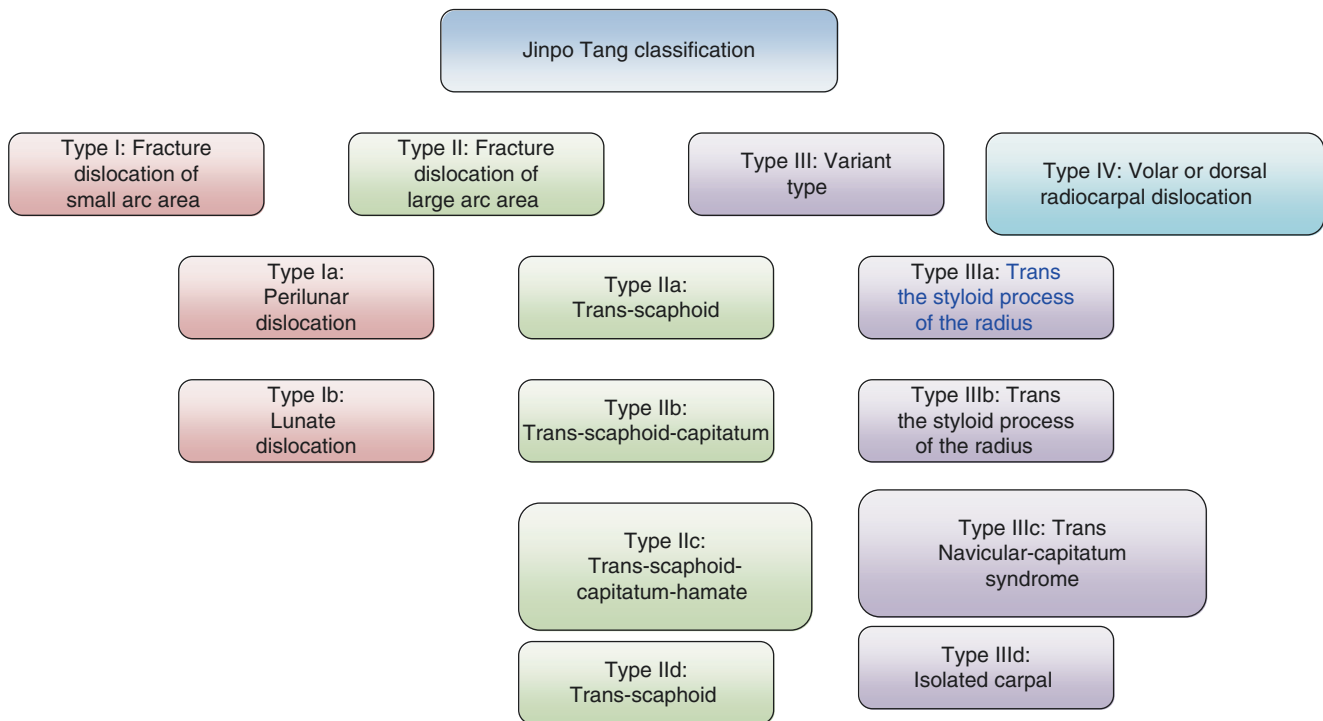 Jinpo Tang classification
Type I: Fracture
dislocation of
small arc area
Type II: Fracture
dislocation of
large arc area
Type III: Variant
type
Type IV: Volar or dorsal
radiocarpal dislocation
Type Ia:
Perilunar
dislocation
Type IIa:
Trans-scaphoid
Type IIIa: Trans
the styloid process
of the radius
Type Ib:
Lunate
dislocation
Type IIb:
Trans-scaphoid-capitatum
Type IIIb: Trans
the styloid process
of the radius
Type IIc:
Trans-scaphoid-
capitatum-hamate
Type IIIc: Trans
Navicular-capitatum
syndrome
Type IId:
Trans-scaphoid
Type IIId:
Isolated carpal